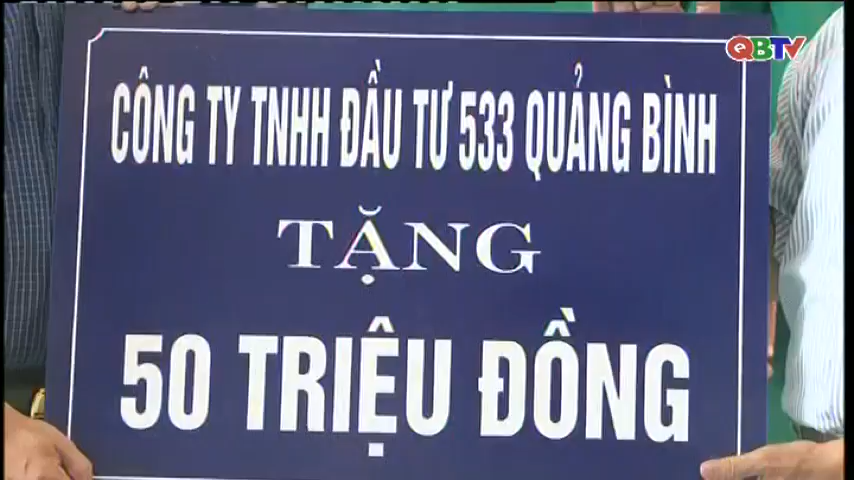 QBTV
CÔNG TY TNHH ĐẦU TƯ 533 QUẢNG BÌNH
TẶNG
50 TRIỆU ĐỒNG